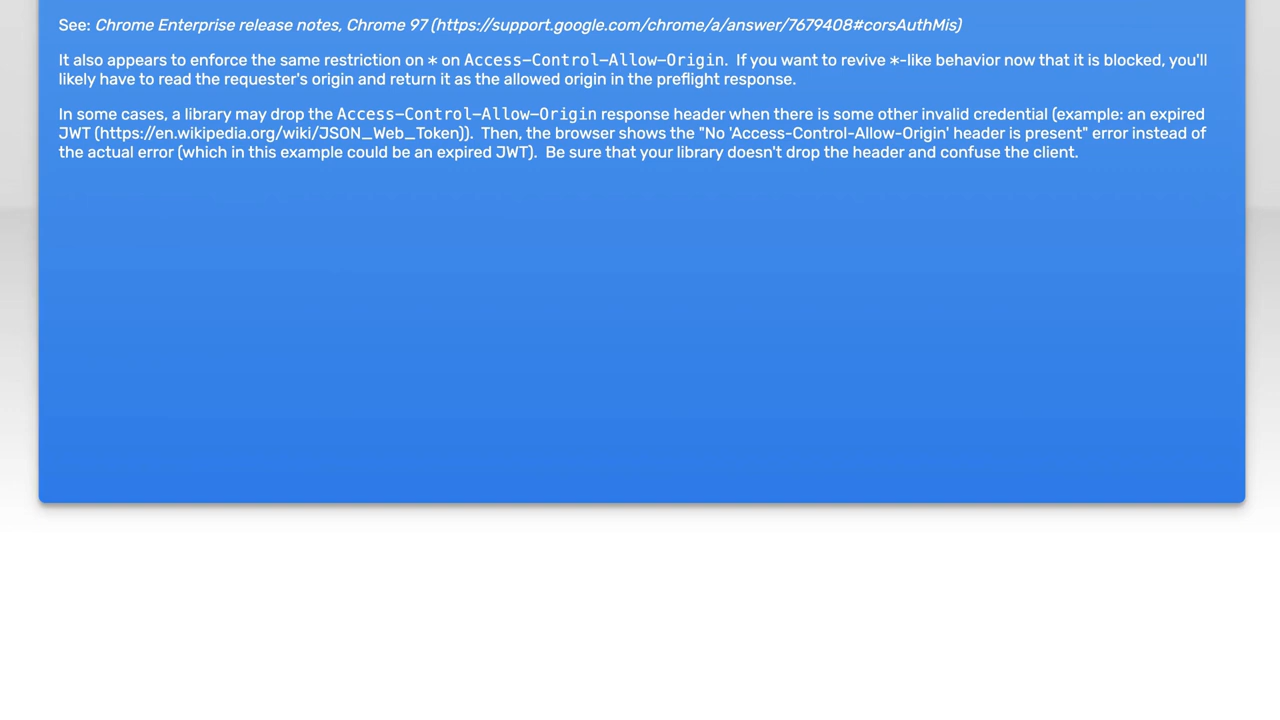 See: Chrome Enterprise release notes, Chrome 97 (https://support.google.com/chrome/a/answer/7679408#corsAuthMis)
It also appears to enforce the same restriction on * on Access-Control-Allow-Origin.  If you want to revive *-like behavior now that it is blocked, you'll
likely have to read the requester's origin and return it as the allowed origin in the preflight response.
In some cases, a library may drop the Access-Control-Allow-Origin response header when there is some other invalid credential (example: an expired
JWT (https://en.wikipedia.org/wiki/JSON_Web_Token)).  Then, the browser shows the "No 'Access-Control-Allow-Origin' header is present" error instead of
the actual error (which in this example could be an expired JWT).  Be sure that your library doesn't drop the header and confuse the client.